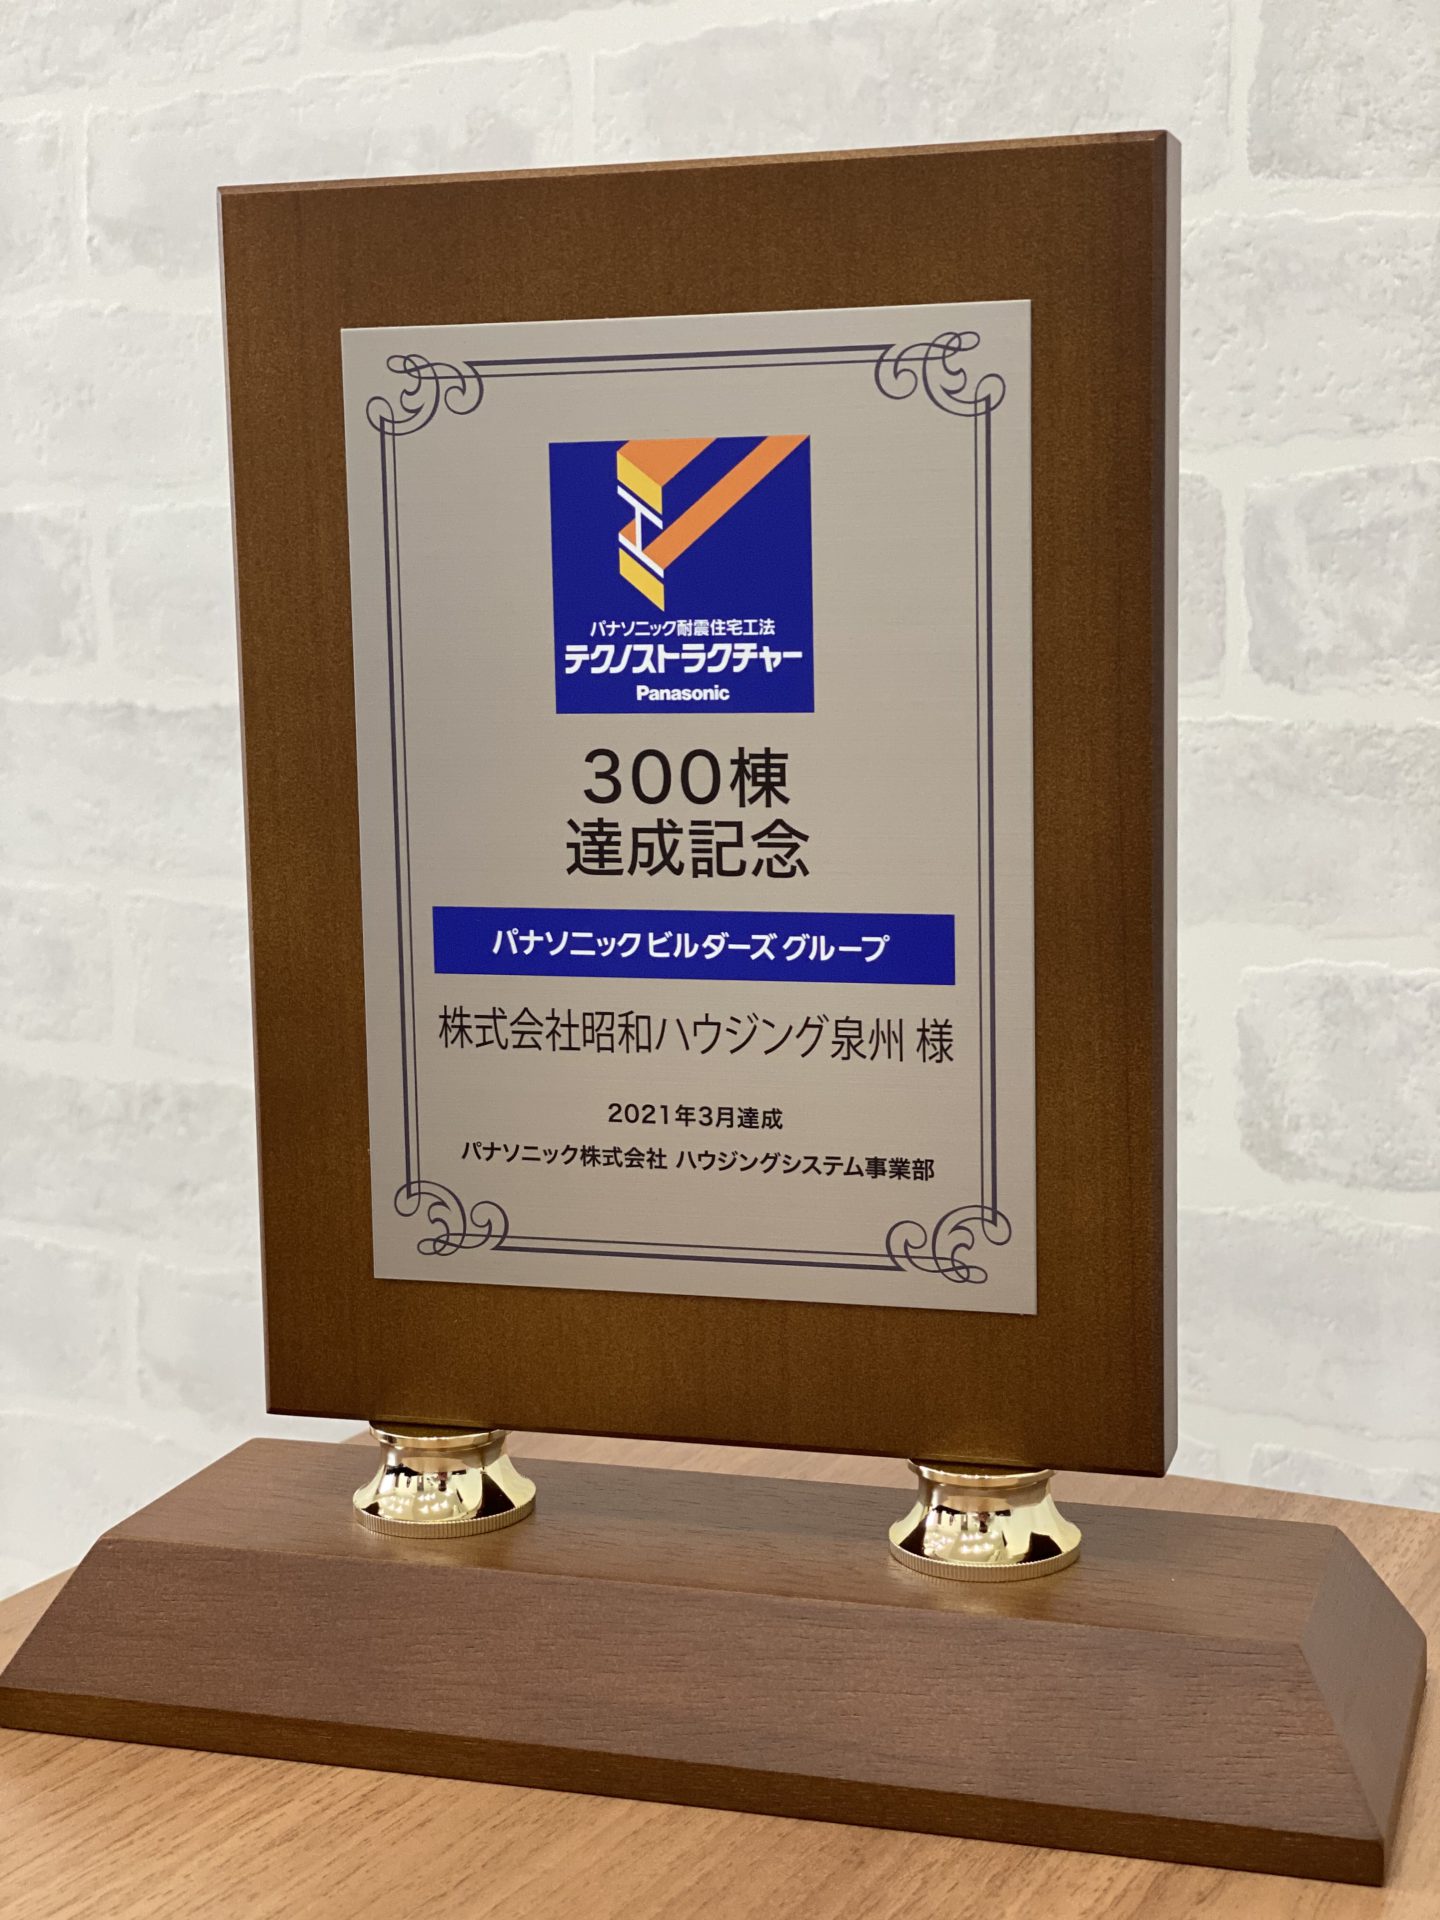 パナソニック耐震住宅工法
テクノストラクチャー
Panasonic
300棟
達成記念
パナソニック ビルダーズ グループ
株式会社昭和ハウジング泉州 様
2021年3月達成
パナソニック株式会社 ハウジングシステム事業部